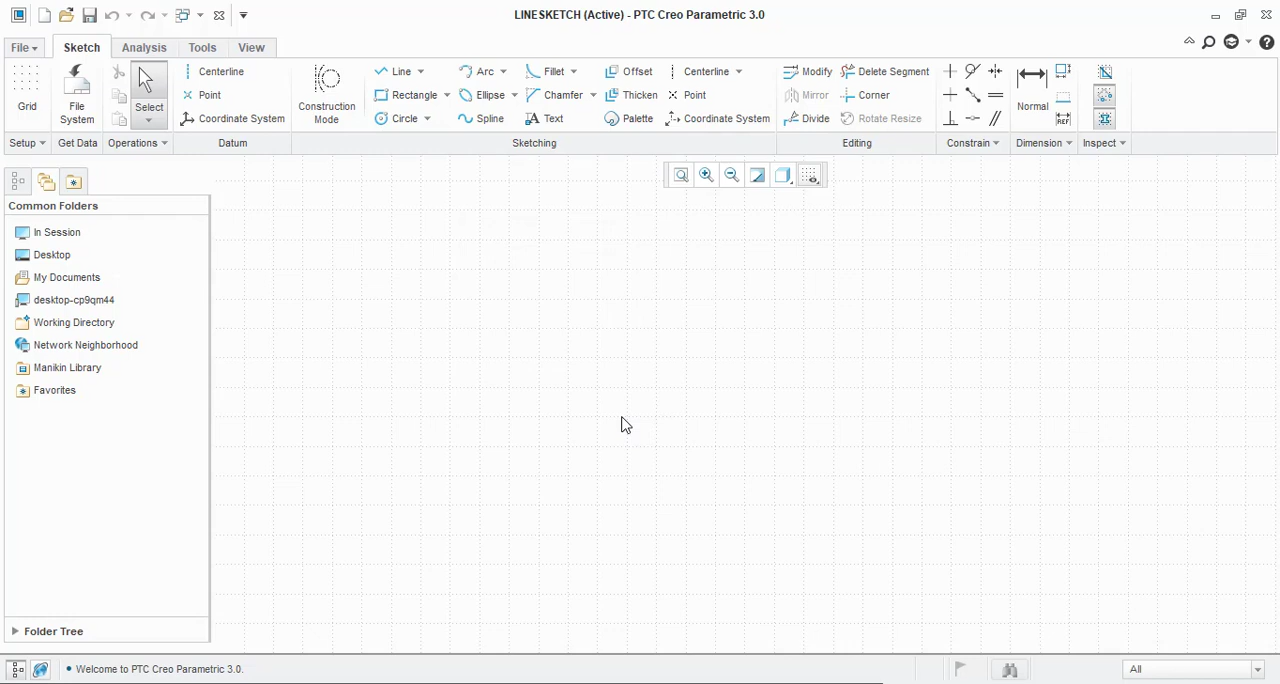 LINESKETCH (Active) - PTC Creo Parametric 3.0
File Sketch Analysis Tools View
Grid
File System
Select
Centerline
Point
Coordinate System
Construction Mode
Line Arc Fillet Offset Centerline
Rectangle Ellipse Chamfer Thicken Point
Circle Spline Text Palette Coordinate System
Modify Delete Segment
Mirror Corner
Divide Rotate Resize
Normal
REF
Setup Get Data Operations Datum Sketching Editing Constrain Dimension Inspect
Common Folders
In Session
Desktop
My Documents
desktop-cp9qm44
Working Directory
Network Neighborhood
Manikin Library
Favorites
Folder Tree
• Welcome to PTC Creo Parametric 3.0.
All